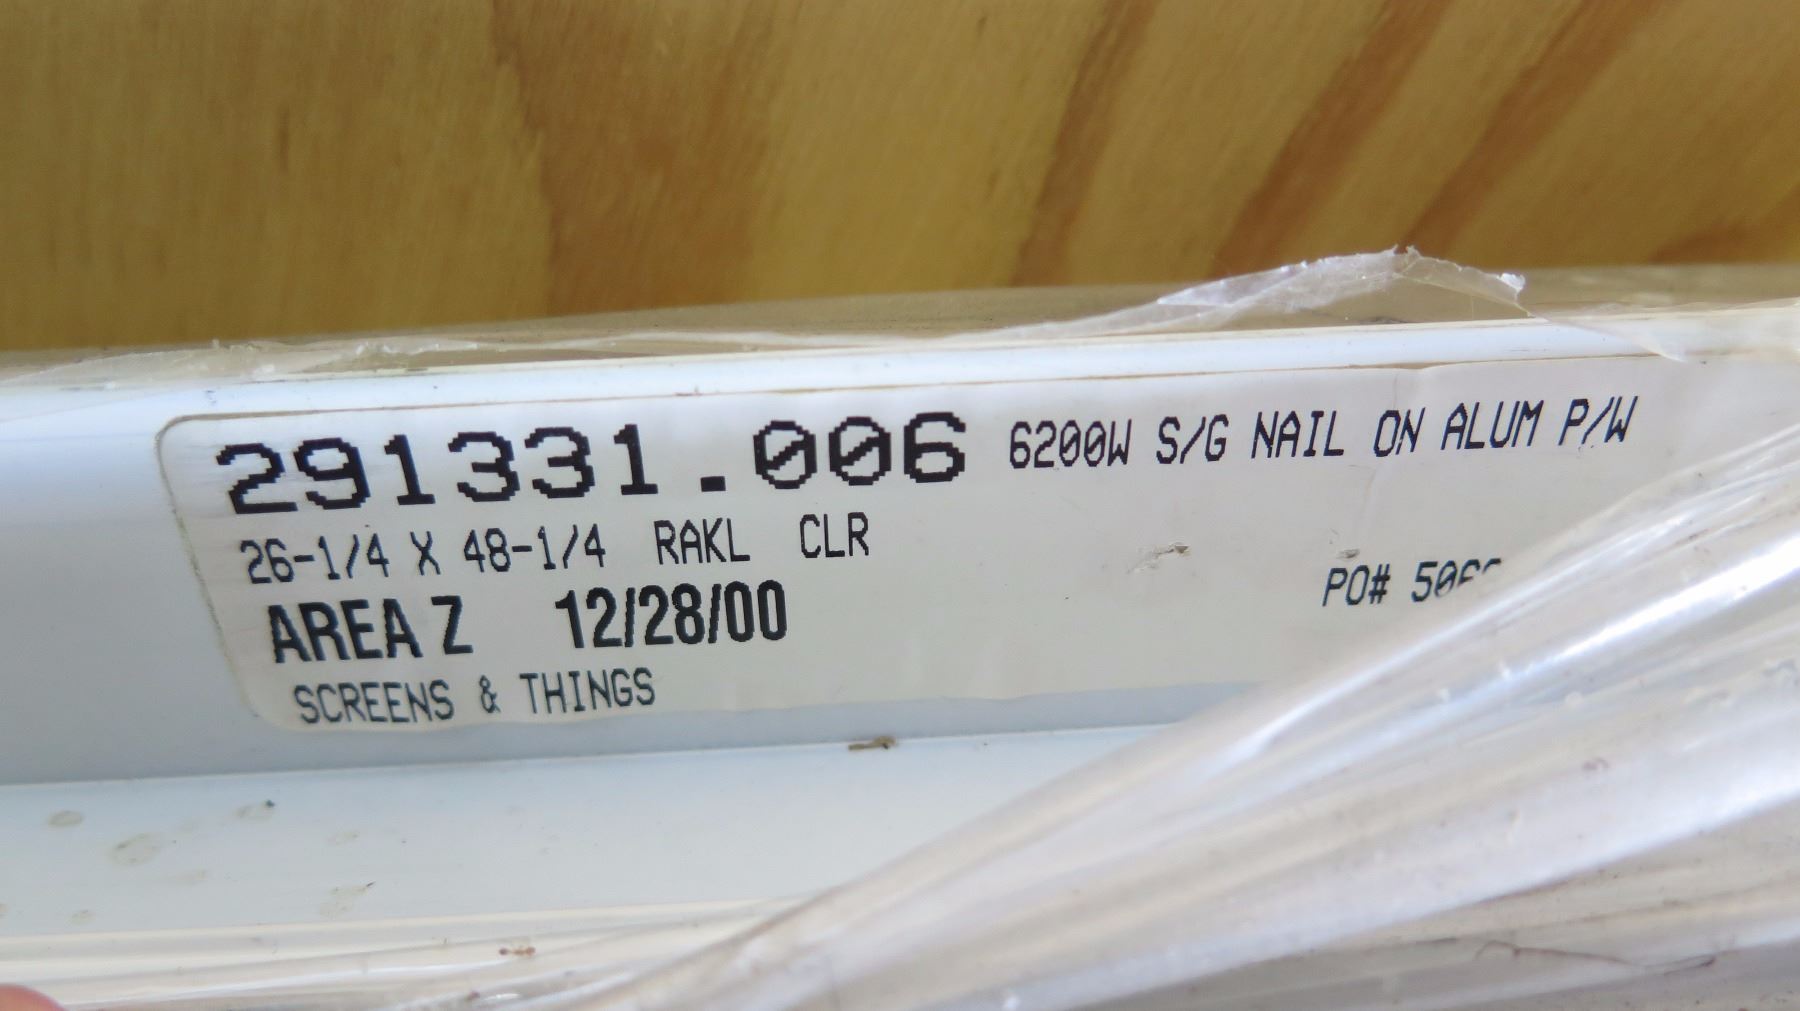 291331.006 6200W S/G NAIL ON ALUM P/W
26-1/4 X 48-1/4 RAKL CLR
PO#
AREA Z 12/28/00
SCREENS & THINGS